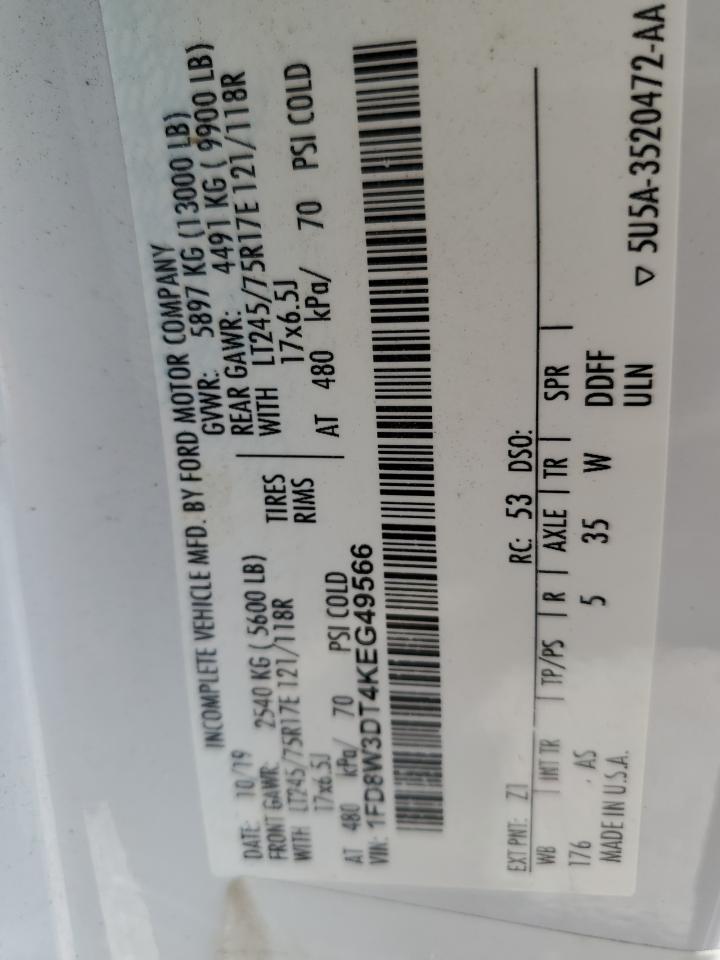 INCOMPLETE VEHICLE MFD. BY FORD MOTOR COMPANY
DATE: 10/19 GVWR: 5897 KG (13000 LB)
FRONT GAWR: 2540 KG ( 5600 LB) REAR GAWR: 4491 KG ( 9900 LB)
WITH LT245/75R17E 121/118R TIRES WITH LT245/75R17E 121/118R
17x6.5J RIMS 17x6.5J
AT 480 kPa/ 70 PSI COLD AT 480 kPa/ 70 PSI COLD
VIN: 1FD8W3DT4KEG49566
EXT PNT: Z1 RC: 53 DSO:
WB INT TR TP/PS R AXLE TR SPR
176 AS 5 35 W DDFF
MADE IN U.S.A. ULN
▽ 5U5A-3520472-AA